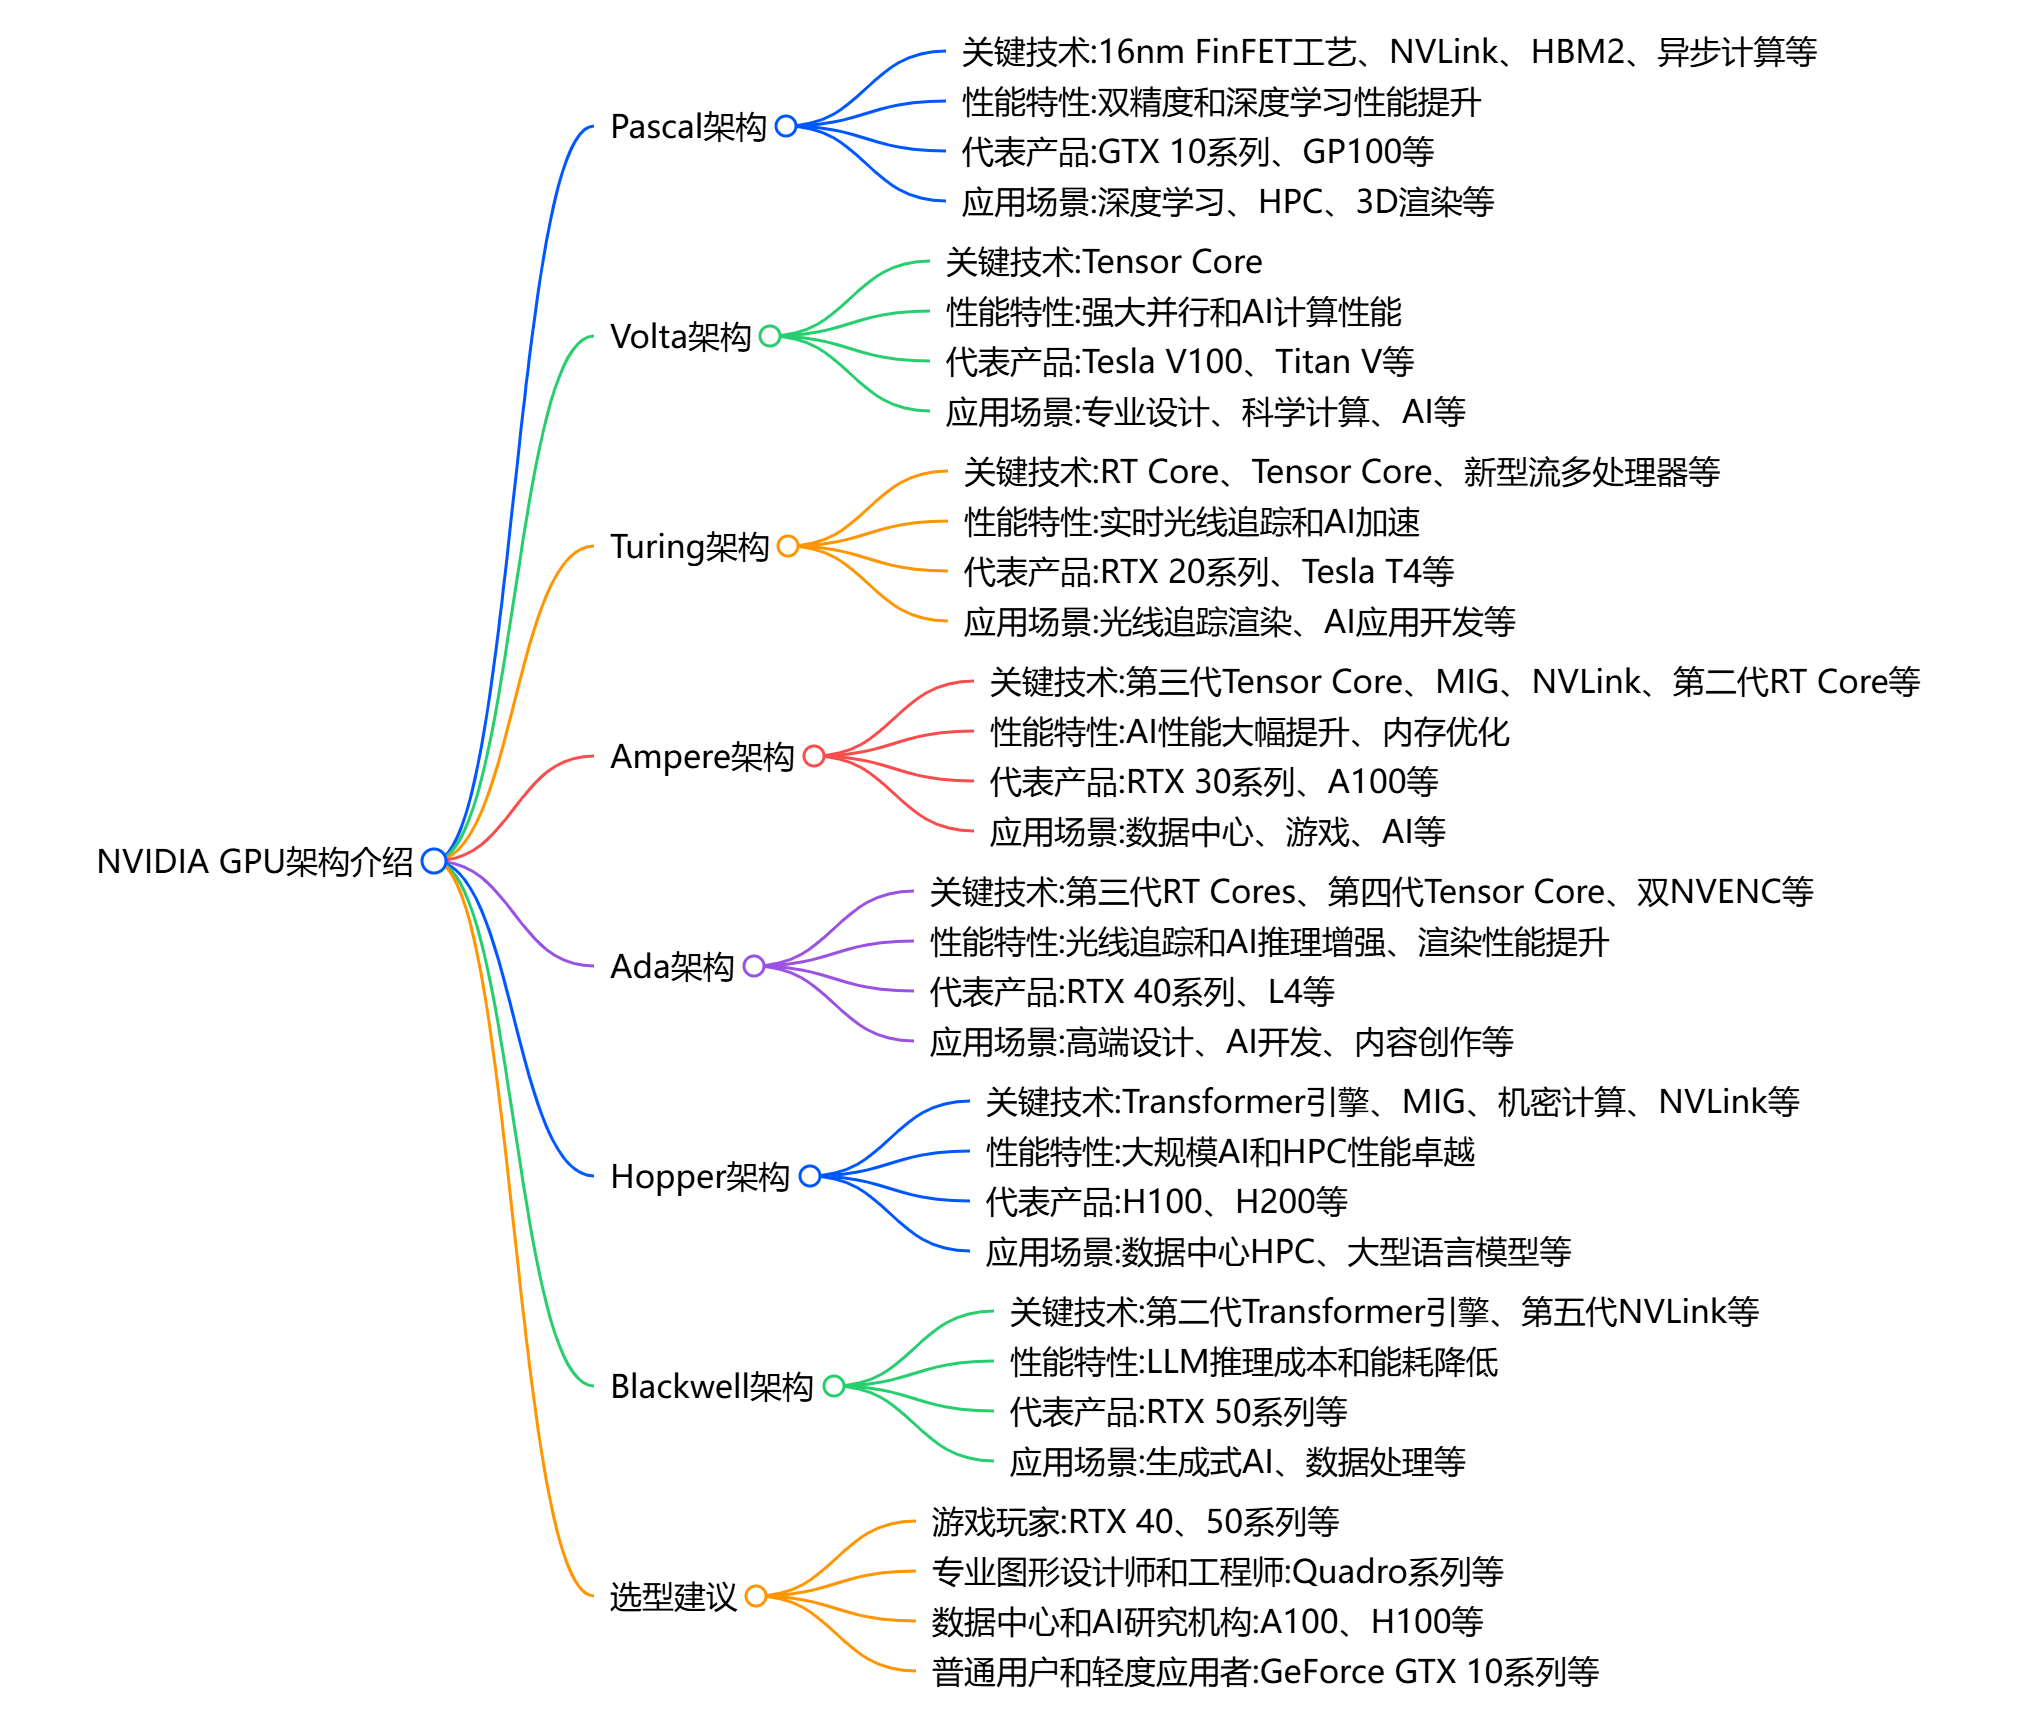 NVIDIA GPU架构介绍
Pascal架构
关键技术:16nm FinFET工艺、NVLink、HBM2、异步计算等
性能特性:双精度和深度学习性能提升
代表产品:GTX 10系列、GP100等
应用场景:深度学习、HPC、3D渲染等
Volta架构
关键技术:Tensor Core
性能特性:强大并行和AI计算性能
代表产品:Tesla V100、Titan V等
应用场景:专业设计、科学计算、AI等
Turing架构
关键技术:RT Core、Tensor Core、新型流多处理器等
性能特性:实时光线追踪和AI加速
代表产品:RTX 20系列、Tesla T4等
应用场景:光线追踪渲染、AI应用开发等
Ampere架构
关键技术:第三代Tensor Core、MIG、NVLink、第二代RT Core等
性能特性:AI性能大幅提升、内存优化
代表产品:RTX 30系列、A100等
应用场景:数据中心、游戏、AI等
Ada架构
关键技术:第三代RT Cores、第四代Tensor Core、双NVENC等
性能特性:光线追踪和AI推理增强、渲染性能提升
代表产品:RTX 40系列、L4等
应用场景:高端设计、AI开发、内容创作等
Hopper架构
关键技术:Transformer引擎、MIG、机密计算、NVLink等
性能特性:大规模AI和HPC性能卓越
代表产品:H100、H200等
应用场景:数据中心HPC、大型语言模型等
Blackwell架构
关键技术:第二代Transformer引擎、第五代NVLink等
性能特性:LLM推理成本和能耗降低
代表产品:RTX 50系列等
应用场景:生成式AI、数据处理等
选型建议
游戏玩家:RTX 40、50系列等
专业图形设计师和工程师:Quadro系列等
数据中心和AI研究机构:A100、H100等
普通用户和轻度应用者:GeForce GTX 10系列等